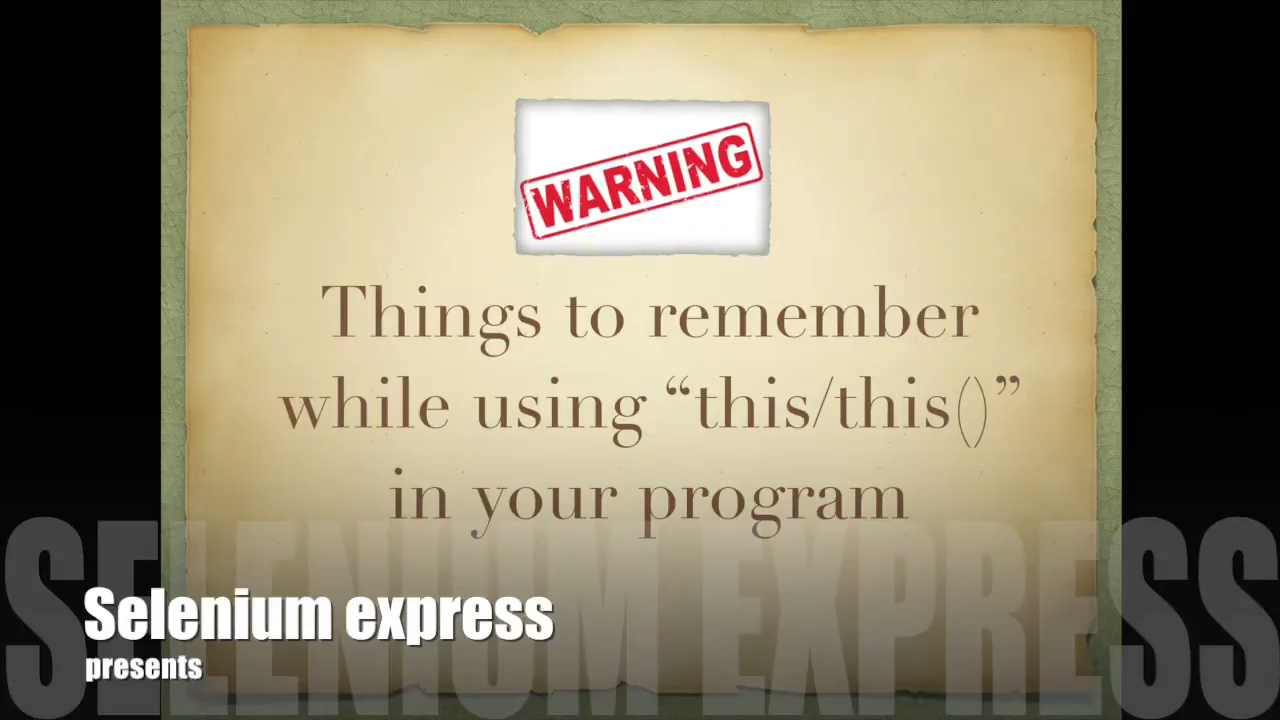 WARNING
Things to remember
while using “this/this()”
in your program
SELENIUM EXPRESS
Selenium express
presents